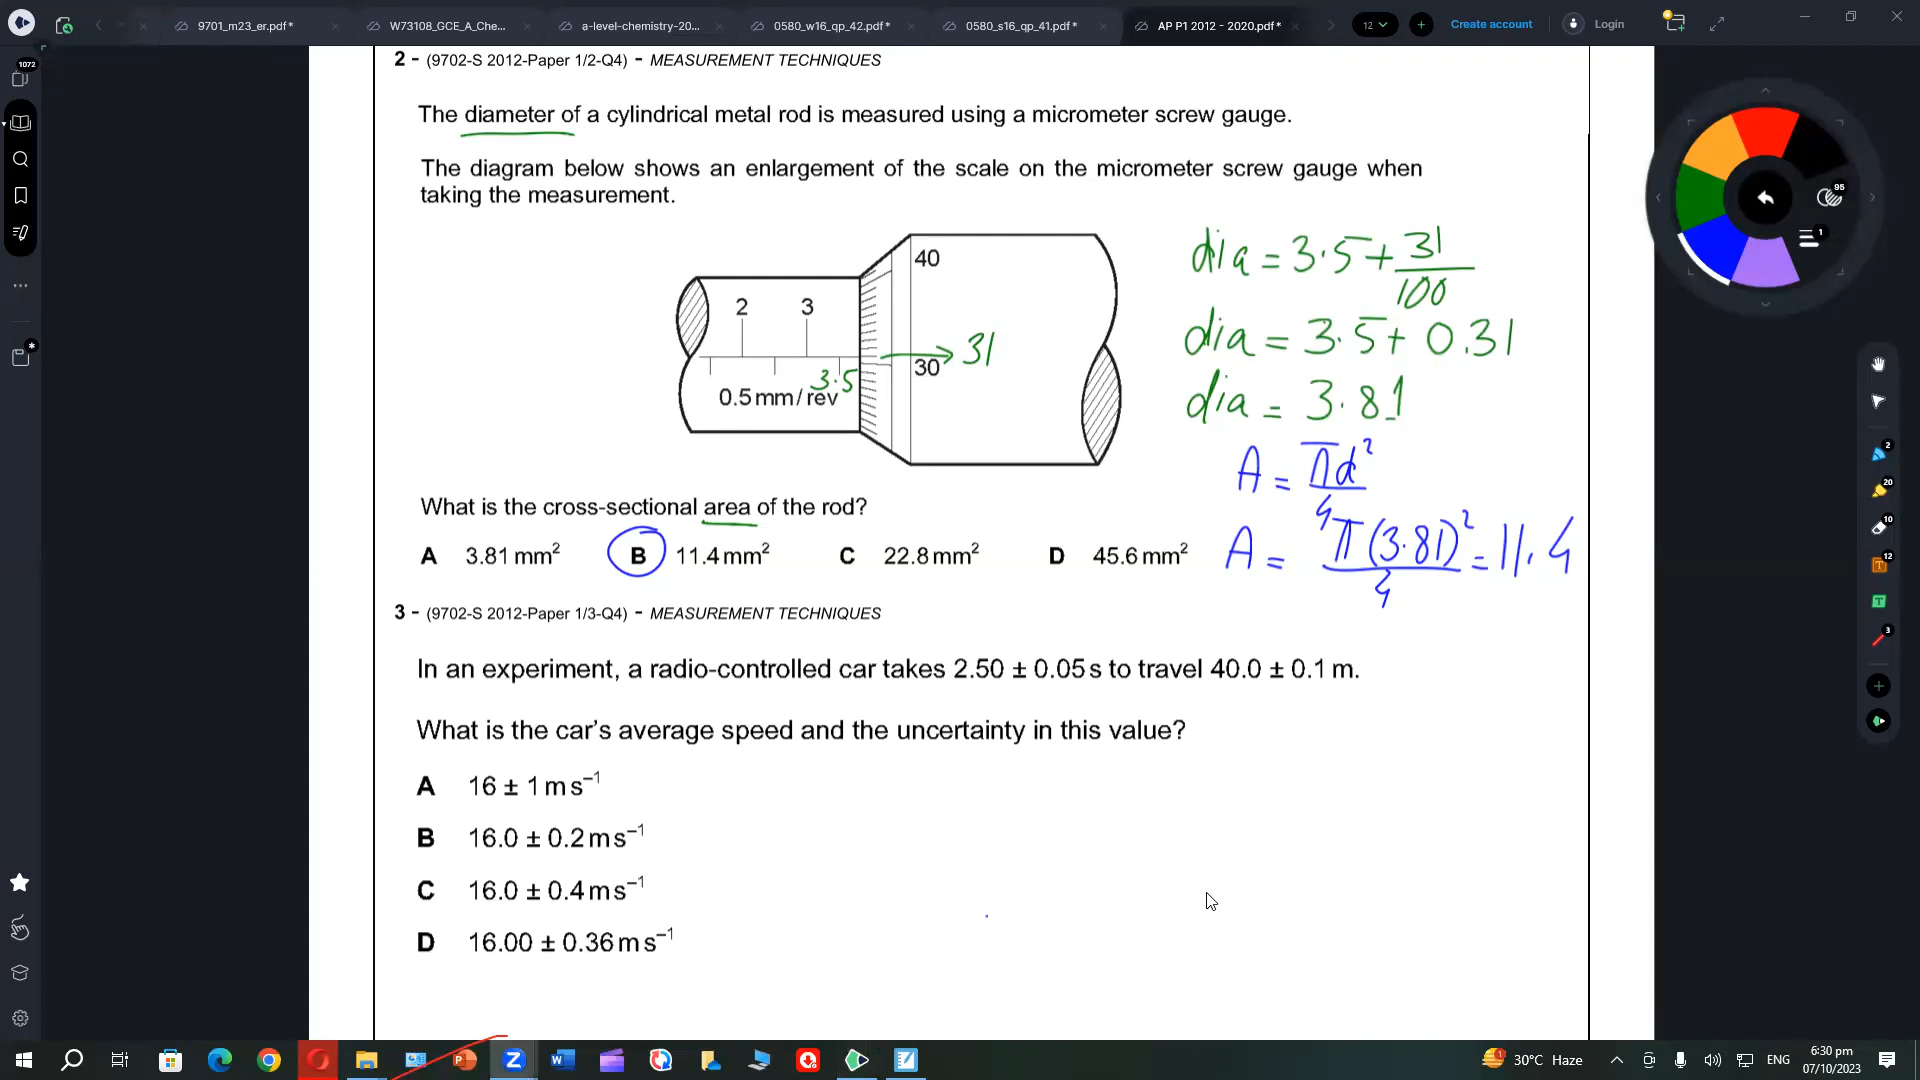 1072
9701_m23_er.pdf*
W73108_GCE_A_Che...
a-level-chemistry-20...
0580_w16_qp_42.pdf*
0580_s16_qp_41.pdf*
AP P1 2012 - 2020.pdf*
12
Create account
Login
2 - (9702-S 2012-Paper 1/2-Q4) - MEASUREMENT TECHNIQUES
The diameter of a cylindrical metal rod is measured using a micrometer screw gauge.
The diagram below shows an enlargement of the scale on the micrometer screw gauge when
taking the measurement.
2 3
0.5 mm / rev
3.5
40
30
31
dia = 3.5 + 31/100
dia = 3.5 + 0.31
dia = 3.81
A = πd²/4
A = π(3.81)²/4 = 11.4
What is the cross-sectional area of the rod?
A 3.81 mm² B 11.4 mm² C 22.8 mm² D 45.6 mm²
3 - (9702-S 2012-Paper 1/3-Q4) - MEASUREMENT TECHNIQUES
In an experiment, a radio-controlled car takes 2.50 ± 0.05 s to travel 40.0 ± 0.1 m.
What is the car's average speed and the uncertainty in this value?
A 16 ± 1 m s⁻¹
B 16.0 ± 0.2 m s⁻¹
C 16.0 ± 0.4 m s⁻¹
D 16.00 ± 0.36 m s⁻¹
95
1
2
20
10
12
3
30°C Haze
ENG
6:30 pm
07/10/2023